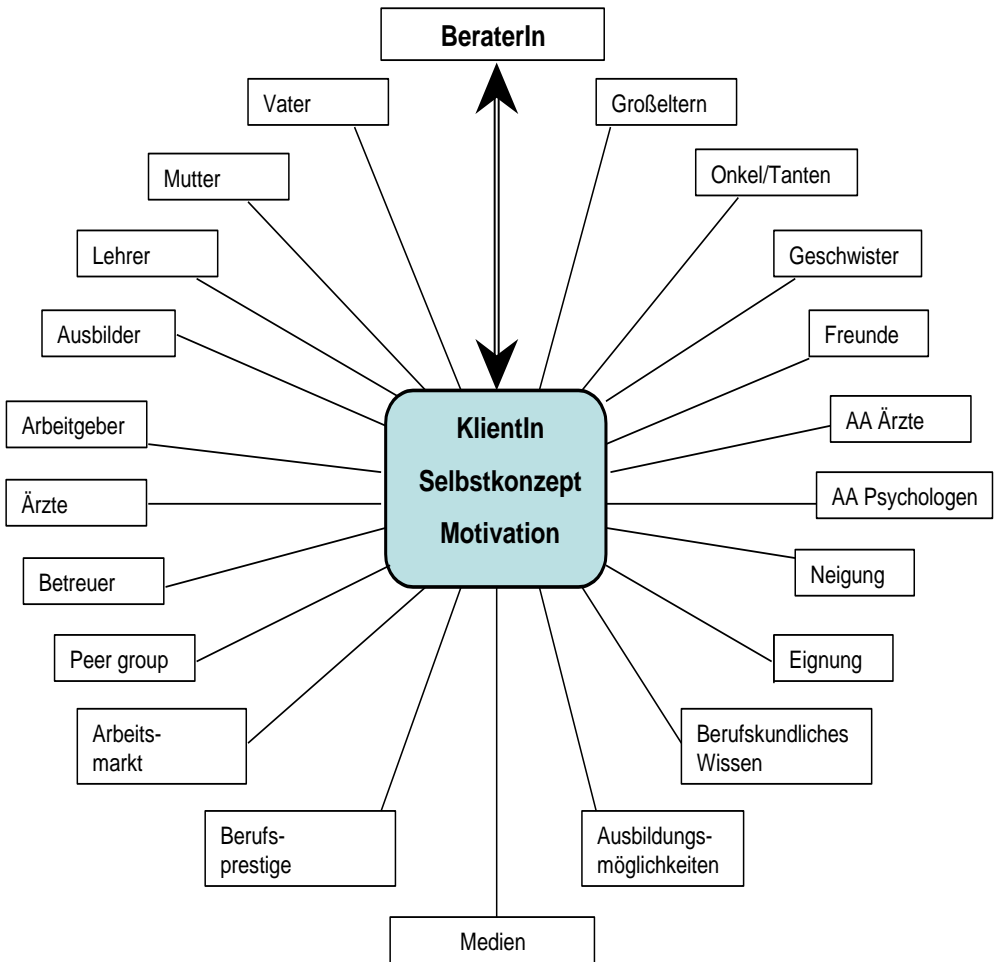 BeraterIn
Vater
Großeltern
Mutter
Onkel/Tanten
Lehrer
Geschwister
Ausbilder
Freunde
Arbeitgeber
KlientIn
Selbstkonzept
Motivation
AA Ärzte
Ärzte
AA Psychologen
Betreuer
Neigung
Peer group
Eignung
Arbeits-
markt
Berufskundliches
Wissen
Berufs-
prestige
Ausbildungs-
möglichkeiten
Medien